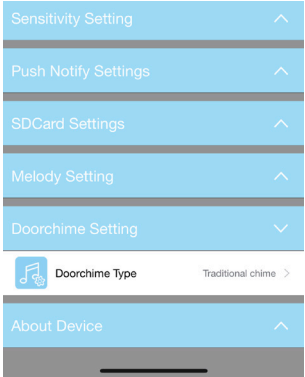 Sensitivity Setting
Push Notify Settings
SDCard Settings
Melody Setting
Doorchime Setting
Doorchime Type Traditional chime
About Device